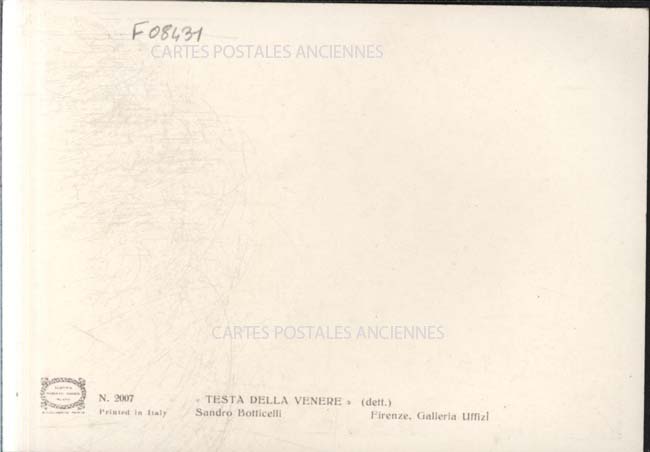 F 08431
CARTES POSTALES ANCIENNES
CARTES POSTALES ANCIENNES
N. 2007
Printed in Italy
« TESTA DELLA VENERE » (dett.)
Sandro Botticelli
Firenze, Galleria Uffizi